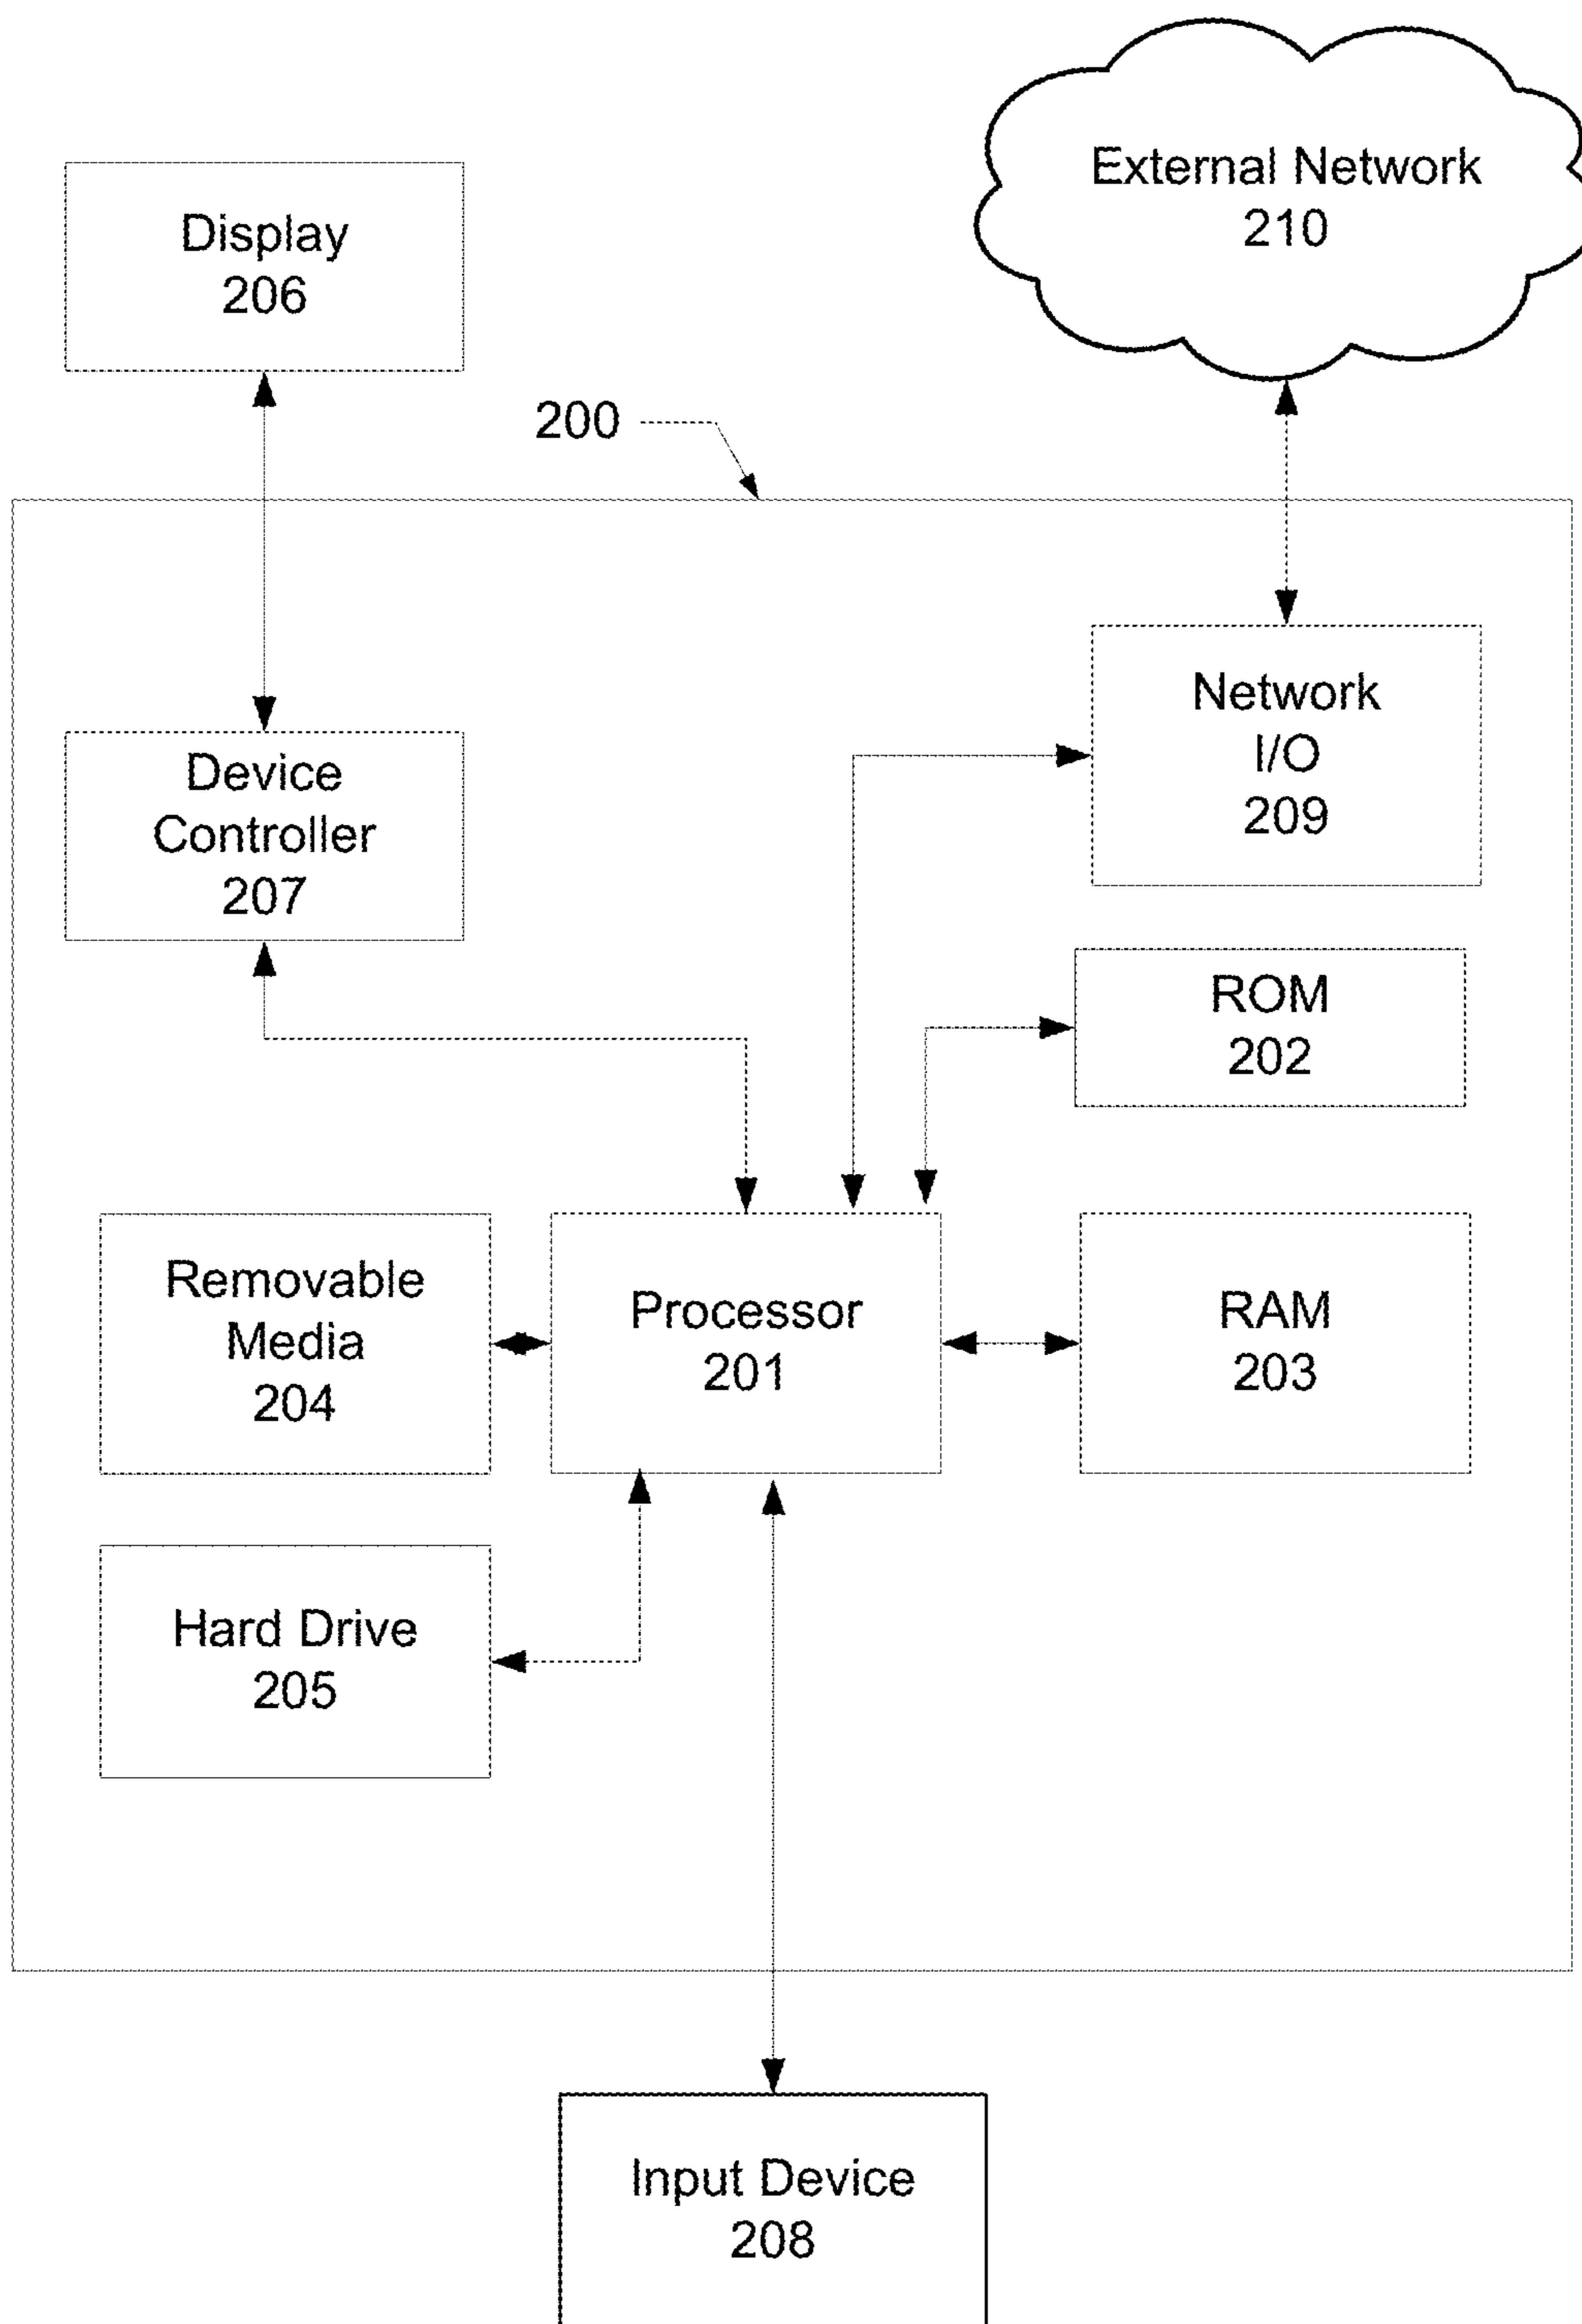 External Network
210
Display
206
200
Network
I/O
209
Device
Controller
207
ROM
202
Removable
Media
204
Processor
201
RAM
203
Hard Drive
205
Input Device
208